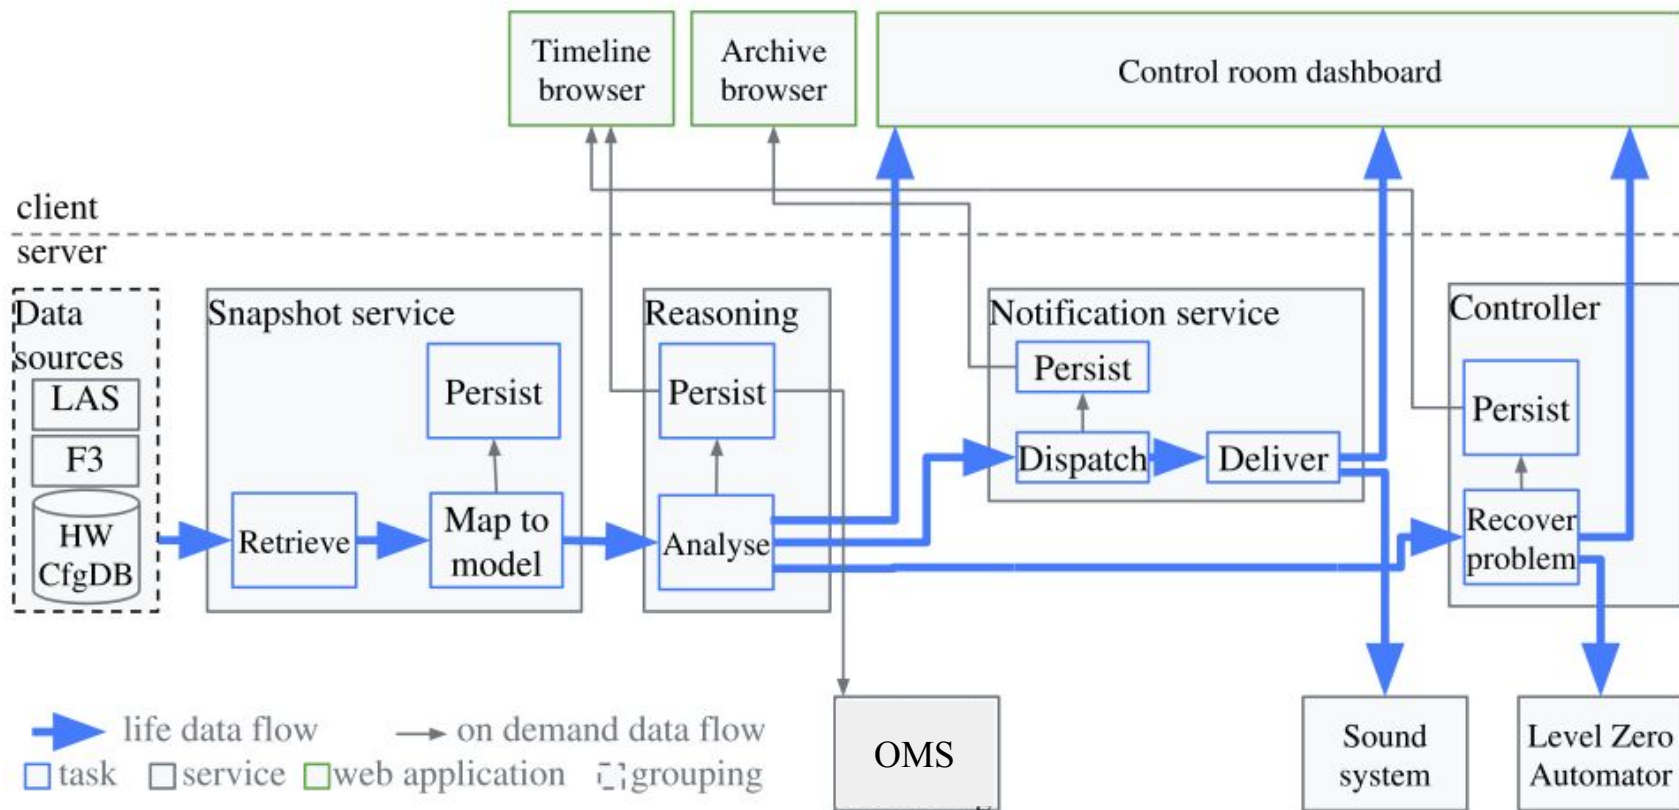 Timeline
browser
Archive
browser
Control room dashboard
client
server
Data
sources
LAS
F3
HW
CfgDB
Snapshot service
Persist
Retrieve
Map to
model
Reasoning
Persist
Analyse
Notification service
Persist
Dispatch
Deliver
Controller
Persist
Recover
problem
OMS
Sound
system
Level Zero
Automator
life data flow
on demand data flow
task
service
web application
grouping